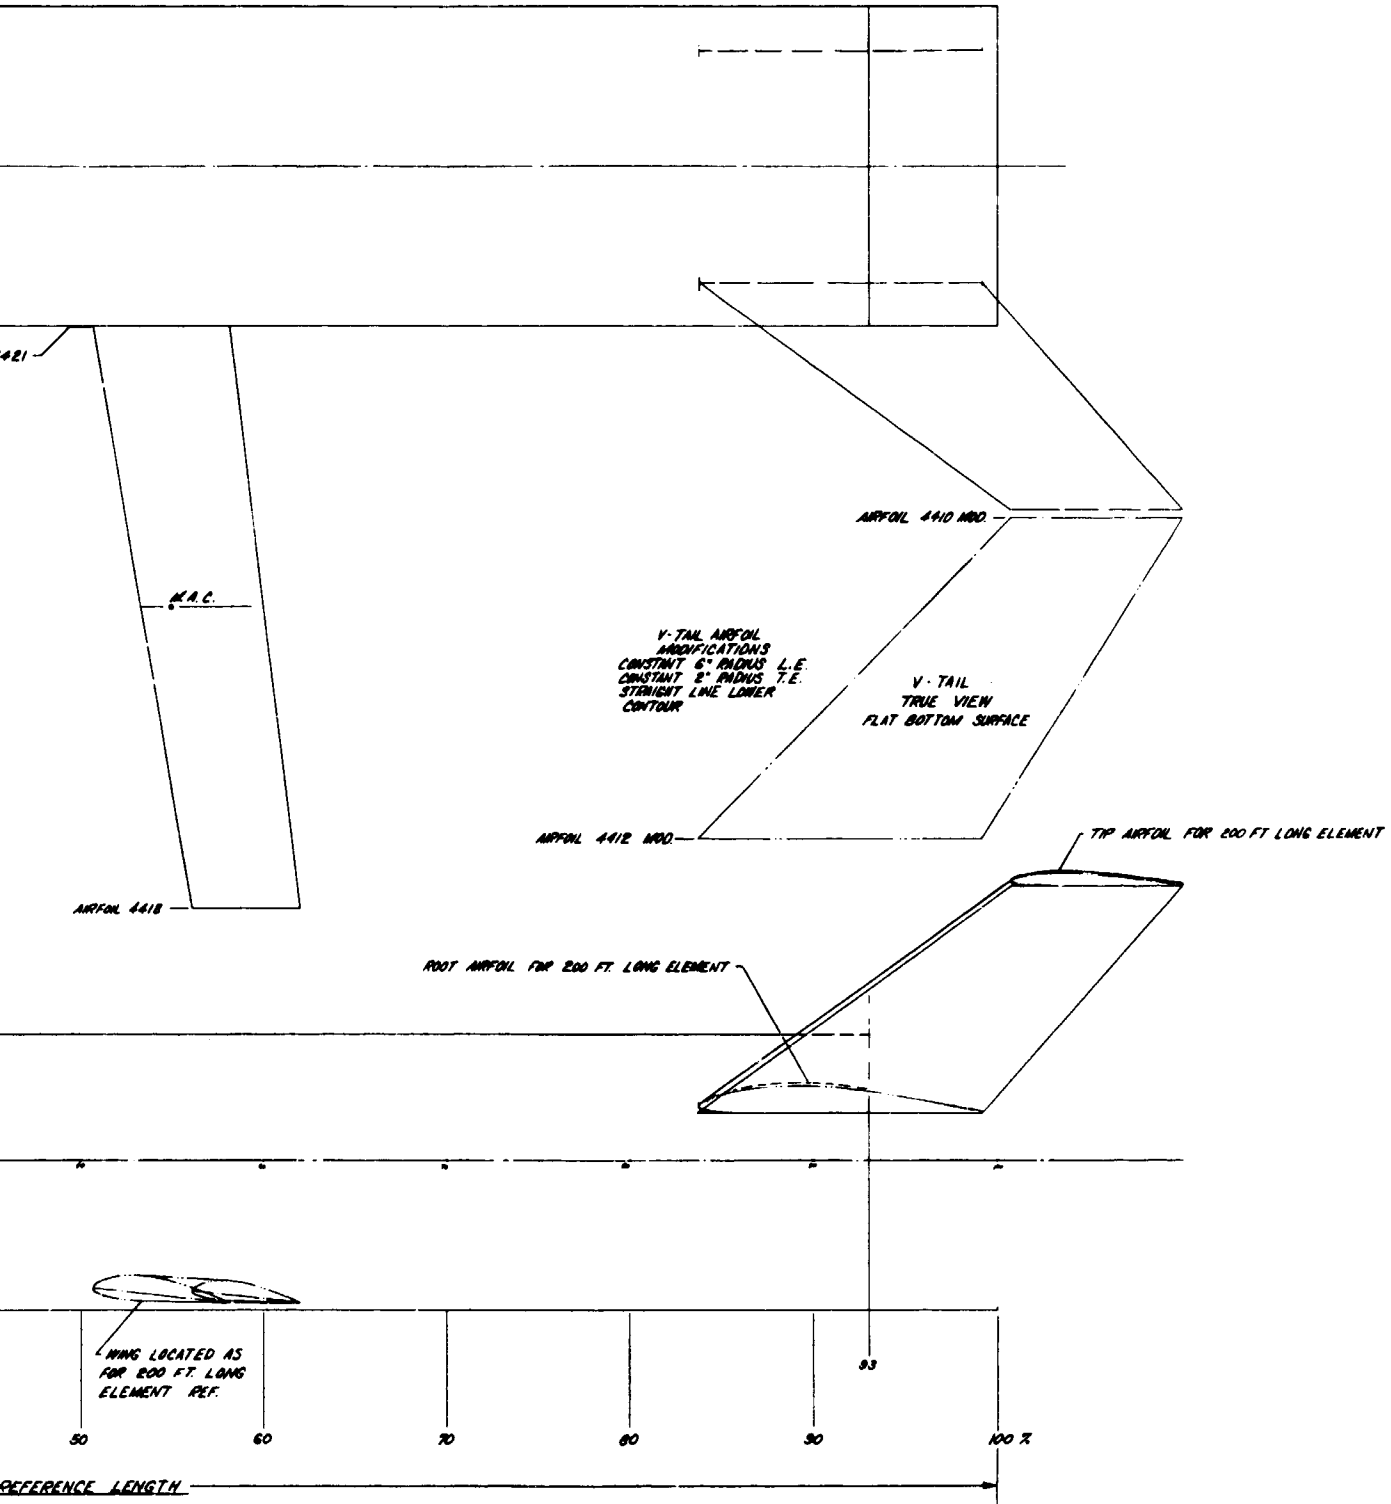 421
M.A.C.
AIRFOIL 4418
AIRFOIL 4410 MOD.
V-TAIL AIRFOIL
MODIFICATIONS
CONSTANT 6" RADIUS L.E.
CONSTANT 2" RADIUS T.E.
STRAIGHT LINE LOWER
CONTOUR
V-TAIL
TRUE VIEW
FLAT BOTTOM SURFACE
AIRFOIL 4412 MOD.
TIP AIRFOIL FOR 200 FT LONG ELEMENT
ROOT AIRFOIL FOR 200 FT. LONG ELEMENT
WING LOCATED AS
FOR 200 FT. LONG
ELEMENT REF.
93
50 60 70 80 90 100 %
REFERENCE LENGTH